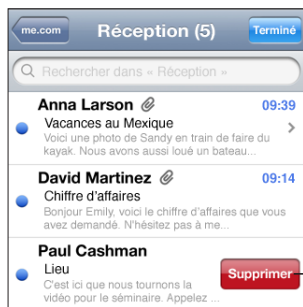 me.com Réception (5) Terminé
Rechercher dans « Réception »
Anna Larson 09:39
Vacances au Mexique
Voici une photo de Sandy en train de faire du
kayak. Nous avons aussi loué un bateau...
David Martinez 09:14
Chiffre d'affaires
Bonjour Emily, voici le chiffre d'affaires que vous
avez demandé. N'hésitez pas à me...
Paul Cashman
Lieu
Supprimer
C'est ici que nous tournons la
vidéo pour le séminaire. Appelez ...